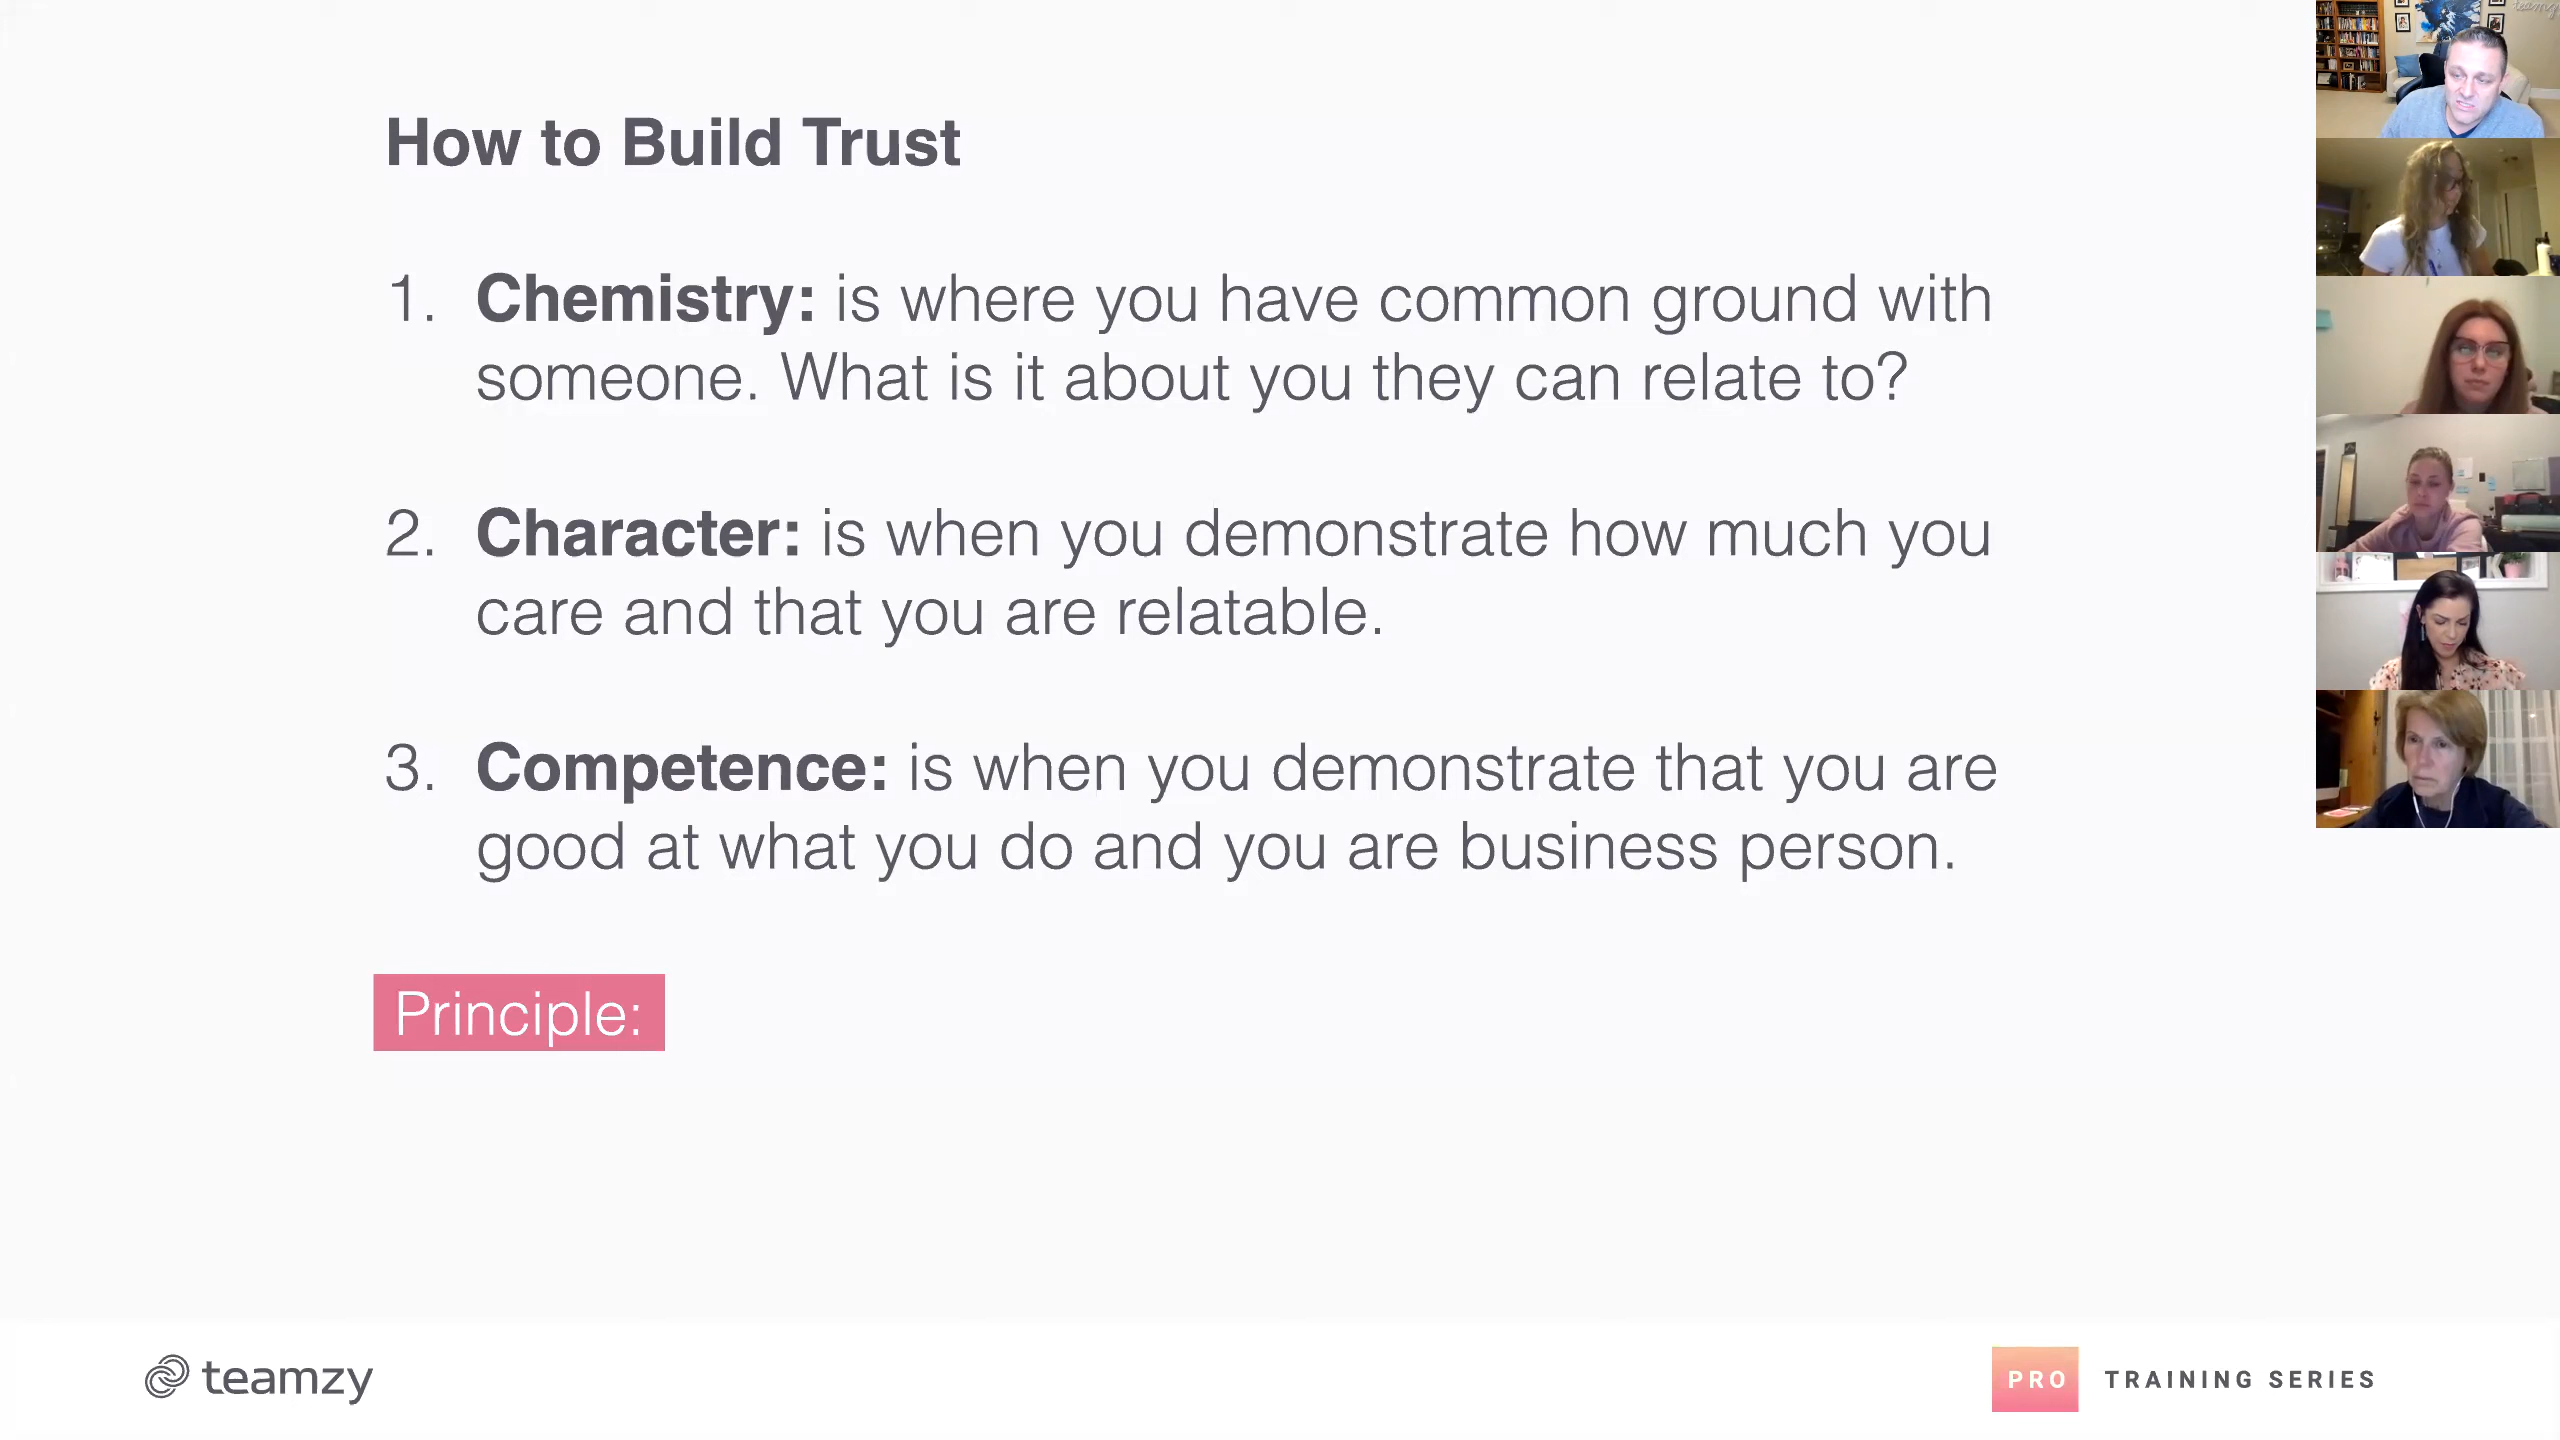 How to Build Trust
1. Chemistry: is where you have common ground with
someone. What is it about you they can relate to?
2. Character: is when you demonstrate how much you
care and that you are relatable.
3. Competence: is when you demonstrate that you are
good at what you do and you are business person.
Principle:
teamzy
PRO TRAINING SERIES